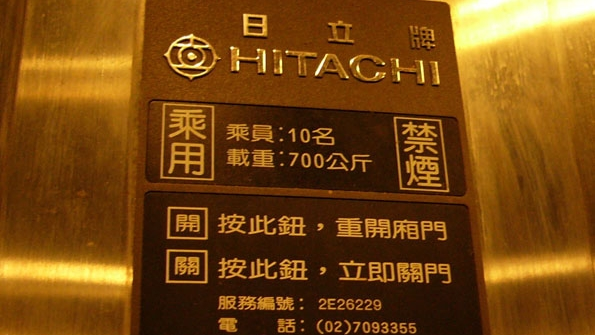 日立牌
HITACHI
乘用
乘員:10名
載重:700公斤
禁煙
開 按此鈕，重開廂門
關 按此鈕，立即關門
服務編號: 2E26229
電 話: (02)7093355